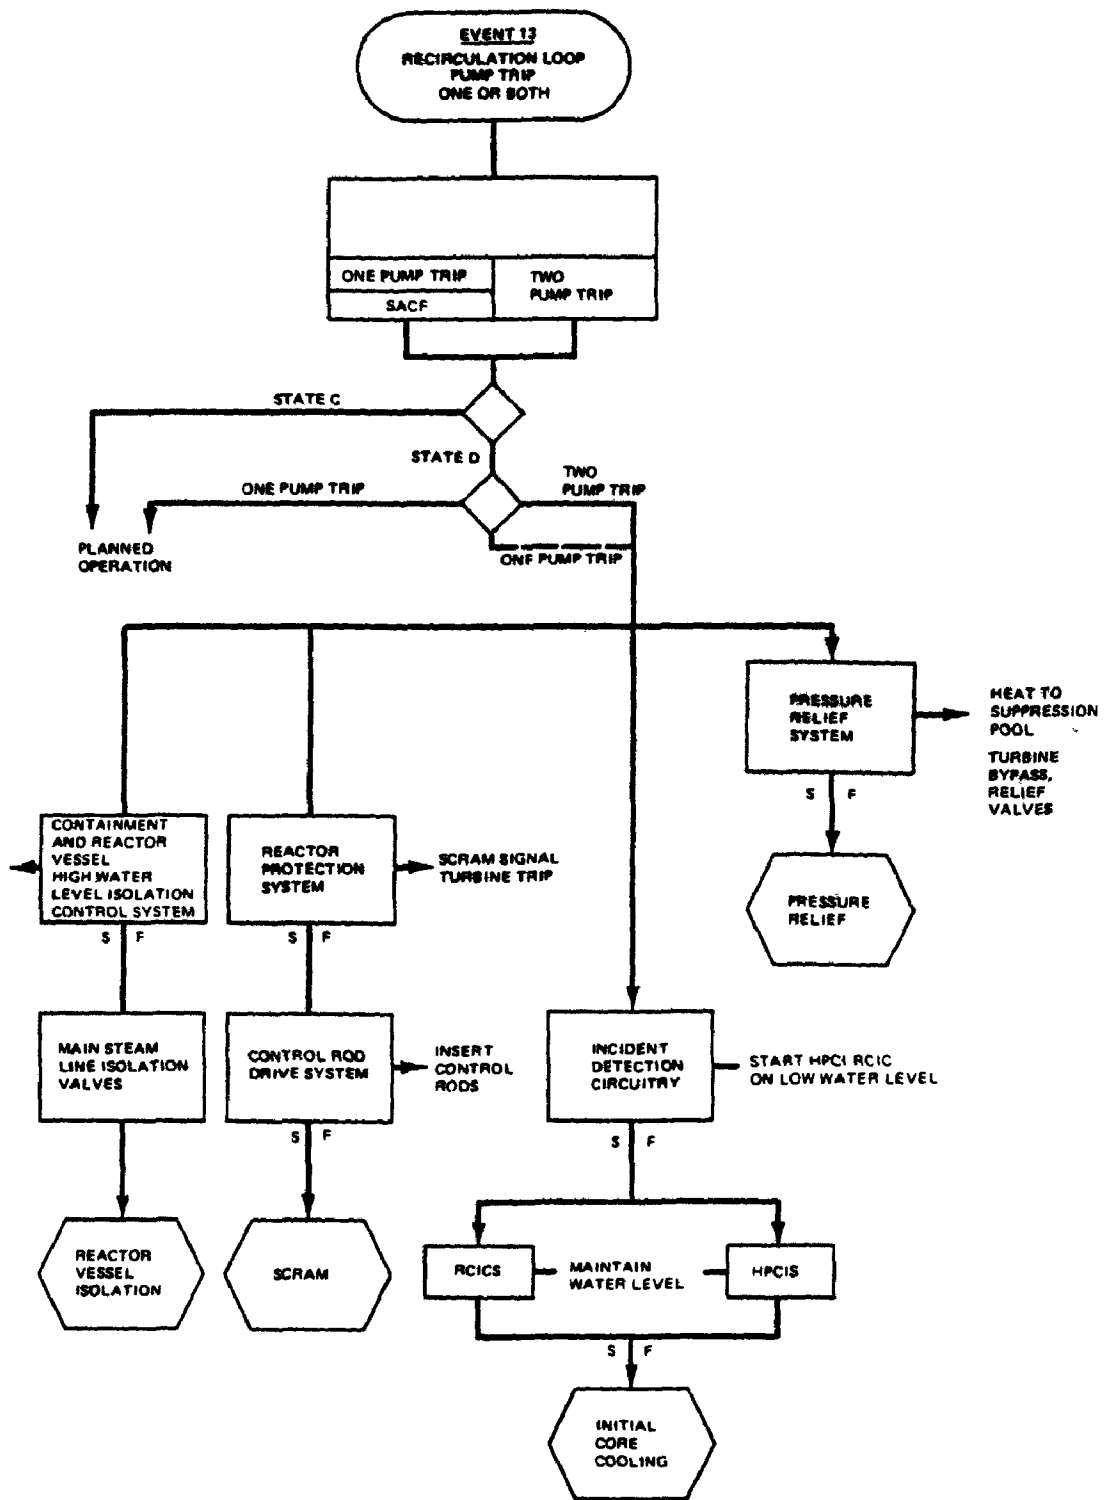 EVENT 13
RECIRCULATION LOOP
PUMP TRIP
ONE OR BOTH
ONE PUMP TRIP
SACF
TWO
PUMP TRIP
STATE C
STATE D
ONE PUMP TRIP
TWO
PUMP TRIP
ONE PUMP TRIP
PLANNED
OPERATION
PRESSURE
RELIEF
SYSTEM
HEAT TO
SUPPRESSION
POOL
TURBINE
BYPASS,
RELIEF
VALVES
S F
CONTAINMENT
AND REACTOR
VESSEL
HIGH WATER
LEVEL ISOLATION
CONTROL SYSTEM
REACTOR
PROTECTION
SYSTEM
SCRAM SIGNAL
TURBINE TRIP
PRESSURE
RELIEF
S F
S F
MAIN STEAM
LINE ISOLATION
VALVES
CONTROL ROD
DRIVE SYSTEM
INSERT
CONTROL
RODS
INCIDENT
DETECTION
CIRCUITRY
START HPCI RCIC
ON LOW WATER LEVEL
S F
S F
REACTOR
VESSEL
ISOLATION
SCRAM
RCICS
MAINTAIN
WATER LEVEL
HPCIS
S F
INITIAL
CORE
COOLING